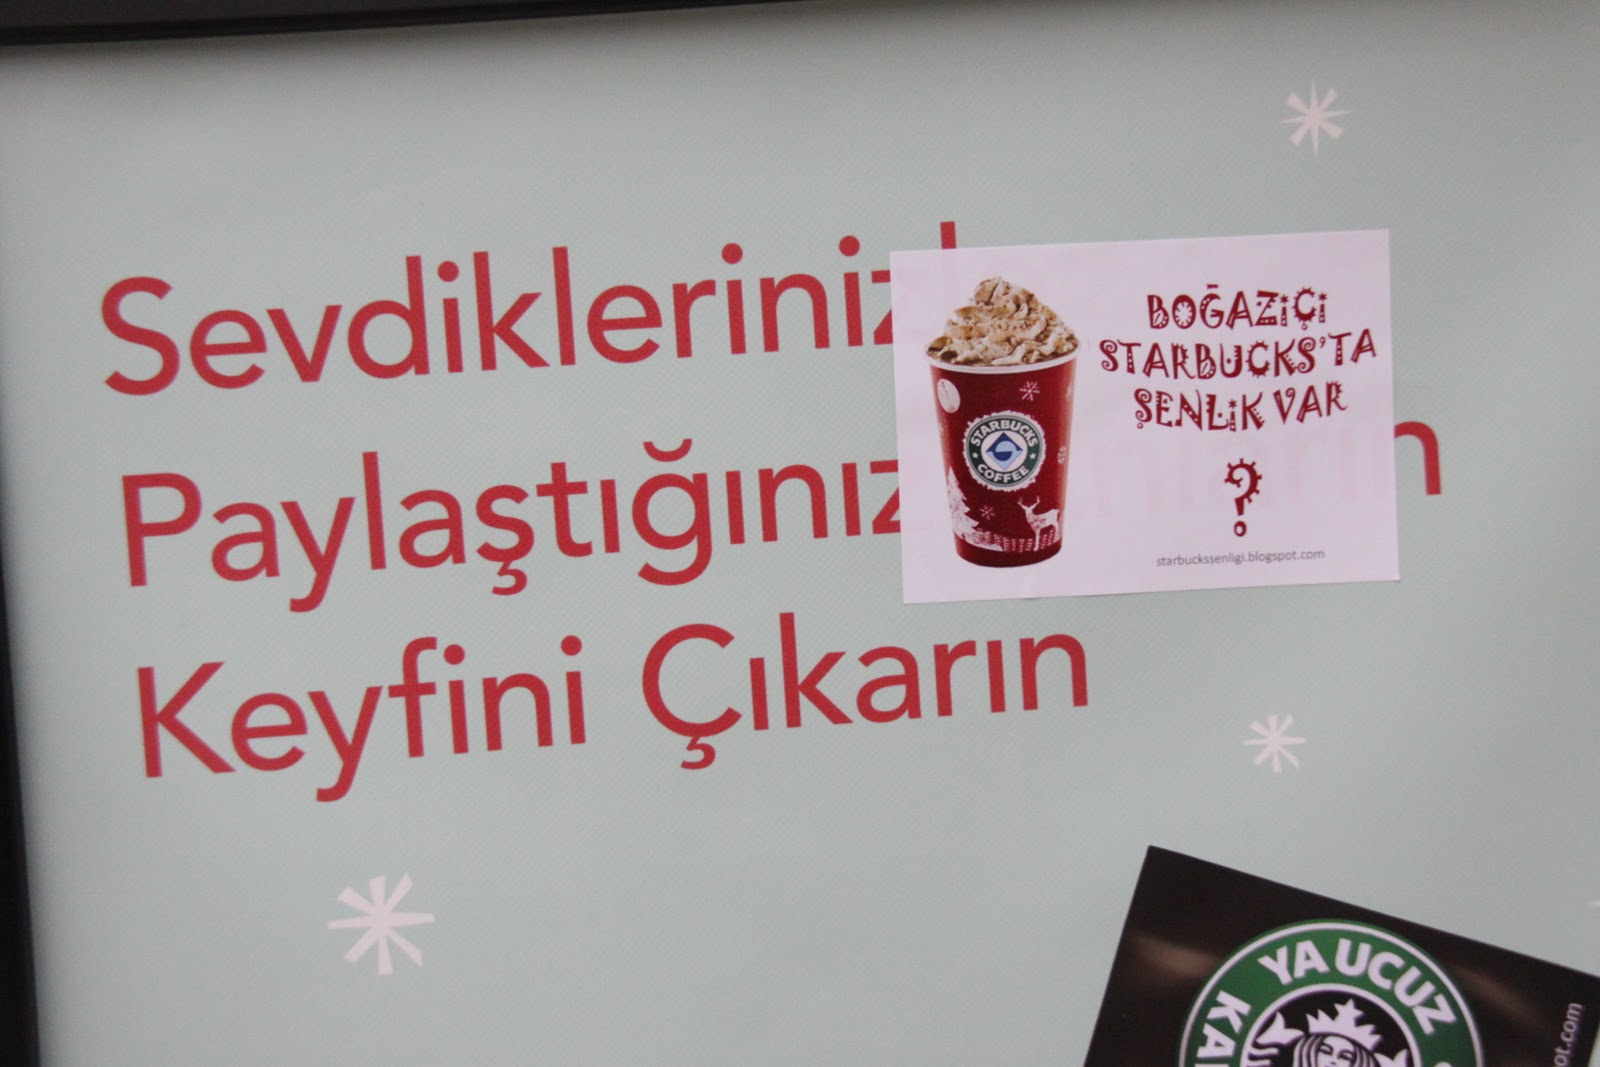 Sevdiklerinizl
Paylaştığınız
Keyfini Çıkarın
BOĞAZİÇİ
STARBUCKS'TA
ŞENLİK VAR
?
starbuckssenligi.blogspot.com
STARBUCKS
COFFEE
YA UCUZ